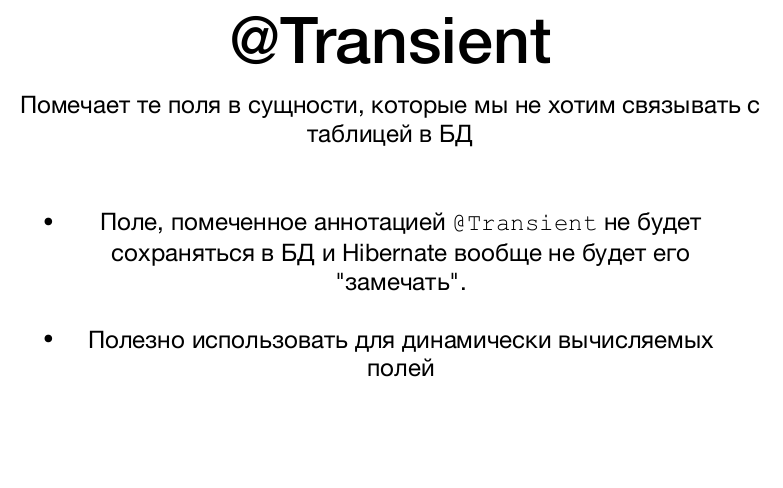 @Transient
Помечает те поля в сущности, которые мы не хотим связывать с
таблицей в БД
• Поле, помеченное аннотацией @Transient не будет
сохраняться в БД и Hibernate вообще не будет его
"замечать".
• Полезно использовать для динамически вычисляемых
полей